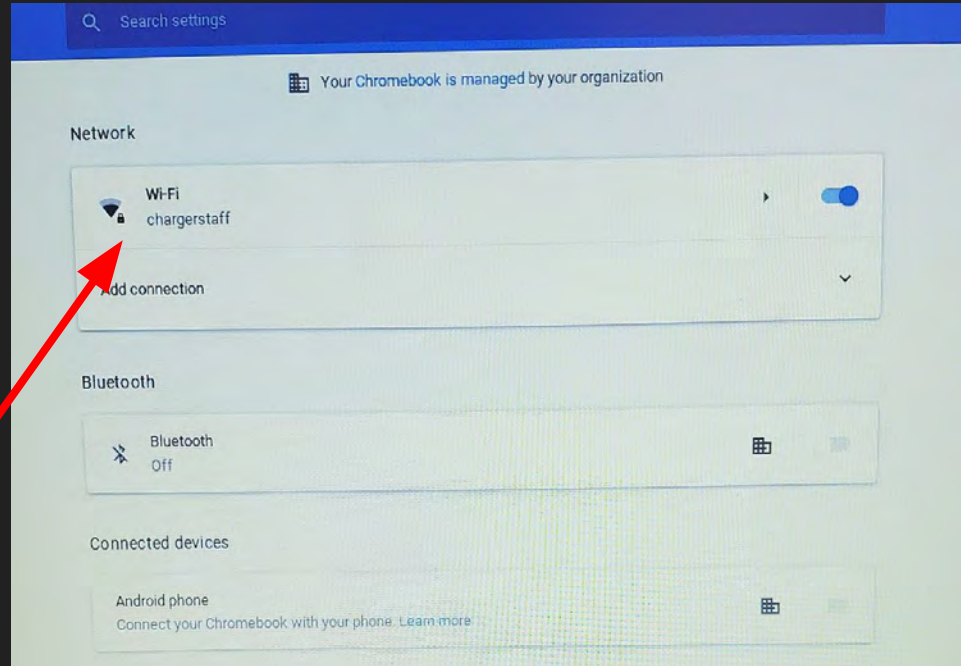 Search settings
Your Chromebook is managed by your organization
Network
Wi-Fi
chargerstaff
Add connection
Bluetooth
Bluetooth
Off
Connected devices
Android phone
Connect your Chromebook with your phone. Learn more